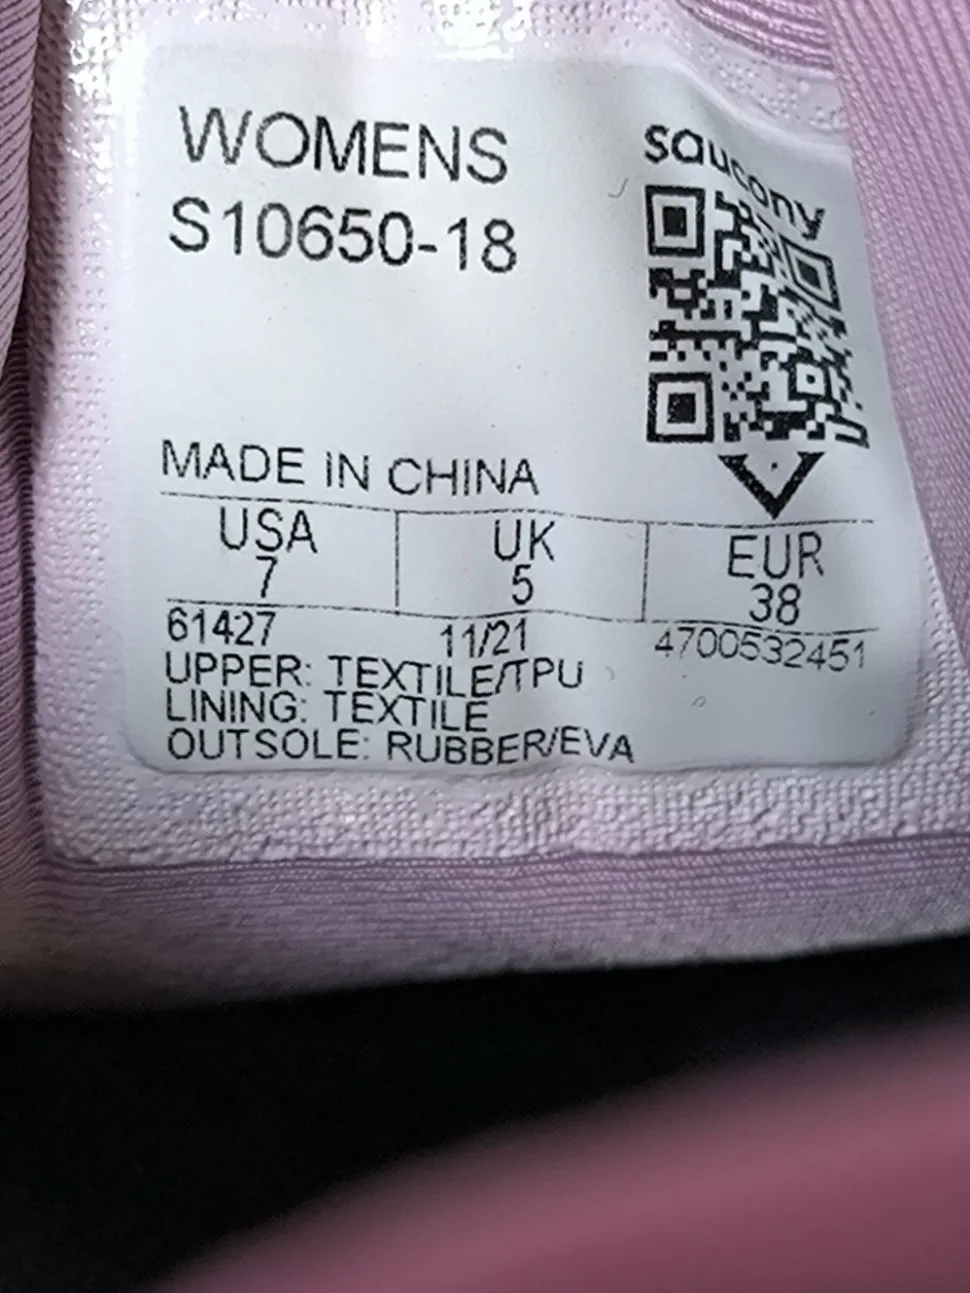 WOMENS
S10650-18
saucony
MADE IN CHINA
USA UK EUR
7 5 38
61427 11/21 4700532451
UPPER: TEXTILE/TPU
LINING: TEXTILE
OUTSOLE: RUBBER/EVA